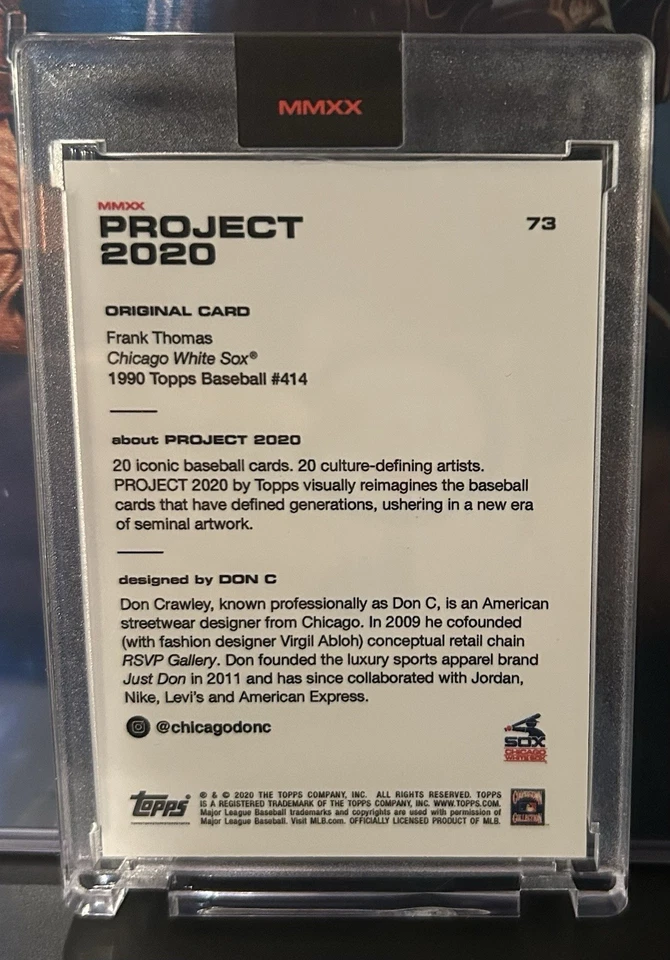 MMXX
MMXX
PROJECT
2020
73
ORIGINAL CARD
Frank Thomas
Chicago White Sox®
1990 Topps Baseball #414
about PROJECT 2020
20 iconic baseball cards. 20 culture-defining artists.
PROJECT 2020 by Topps visually reimagines the baseball
cards that have defined generations, ushering in a new era
of seminal artwork.
designed by DON C
Don Crawley, known professionally as Don C, is an American
streetwear designer from Chicago. In 2009 he cofounded
(with fashion designer Virgil Abloh) conceptual retail chain
RSVP Gallery. Don founded the luxury sports apparel brand
Just Don in 2011 and has since collaborated with Jordan,
Nike, Levi's and American Express.
@chicagodonc
SOX
CHICAGO
WHITE SOX
Topps
® & © 2020 THE TOPPS COMPANY, INC. ALL RIGHTS RESERVED. TOPPS
IS A REGISTERED TRADEMARK OF THE TOPPS COMPANY, INC. WWW.TOPPS.COM.
Major League Baseball trademarks and copyrights are used with permission of
Major League Baseball. Visit MLB.com. OFFICIALLY LICENSED PRODUCT OF MLB.
COOPERSTOWN
COLLECTION